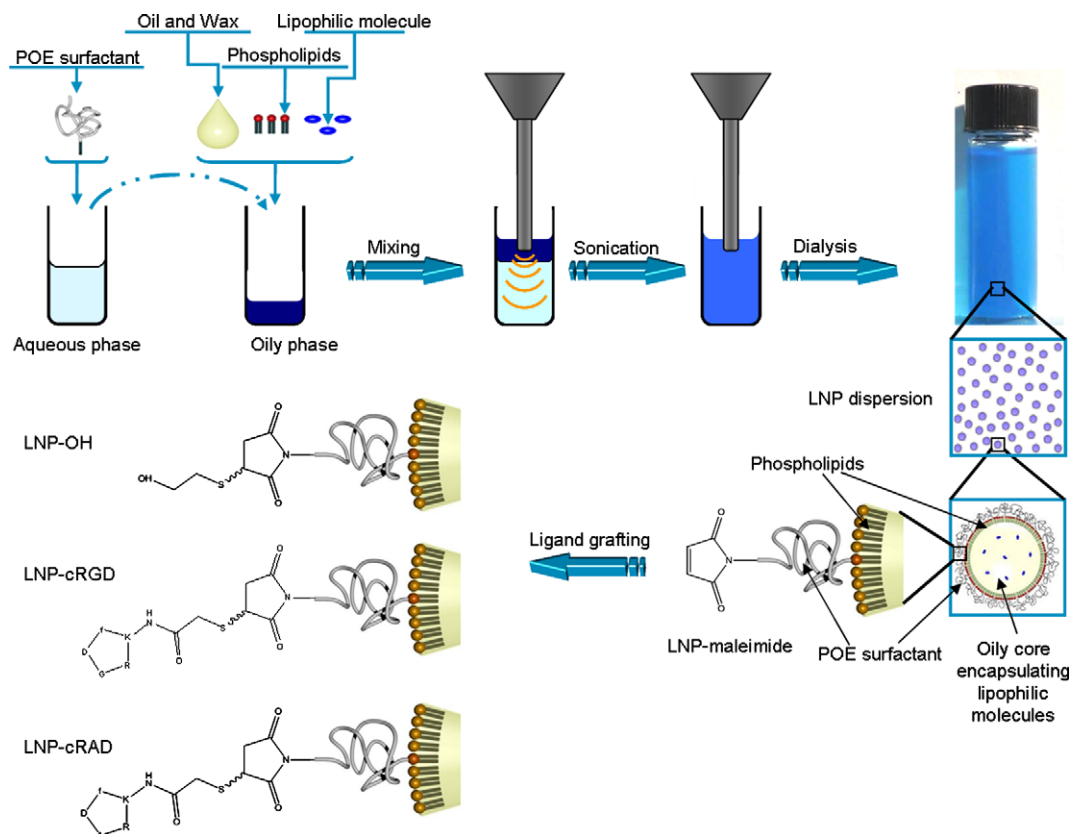 Oil and Wax
Lipophilic molecule
POE surfactant
Phospholipids
Mixing
Sonication
Dialysis
Aqueous phase
Oily phase
LNP dispersion
LNP-OH
O
N
O
S
OH
Phospholipids
Ligand grafting
O
N
O
LNP-maleimide
POE surfactant
Oily core
encapsulating
lipophilic
molecules
LNP-cRGD
O
N
O
S
H
N
O
f
K
D
G
R
LNP-cRAD
O
N
O
S
H
N
O
f
K
D
R